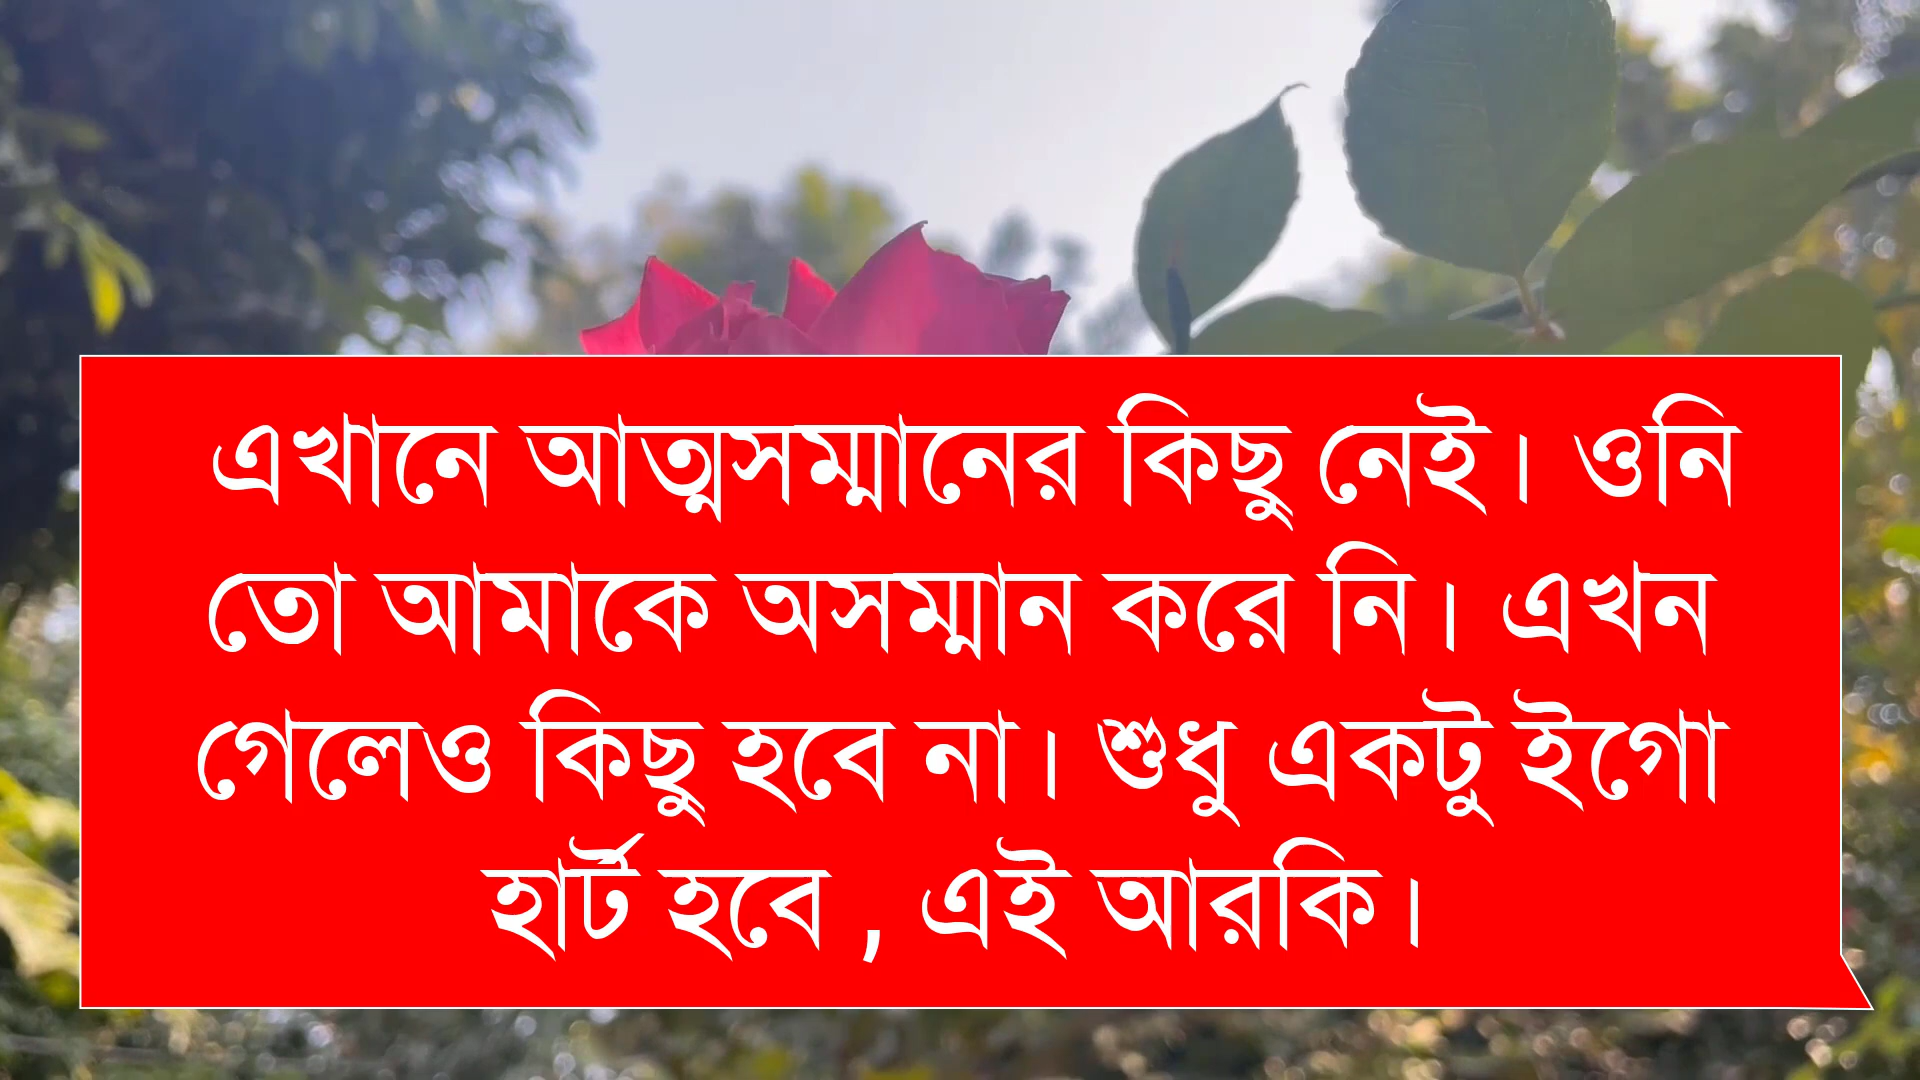 এখানে আত্মসম্মানের কিছু নেই। ওনি
তো আমাকে অসম্মান করে নি। এখন
গেলেও কিছু হবে না। শুধু একটু ইগো
হার্ট হবে , এই আরকি।